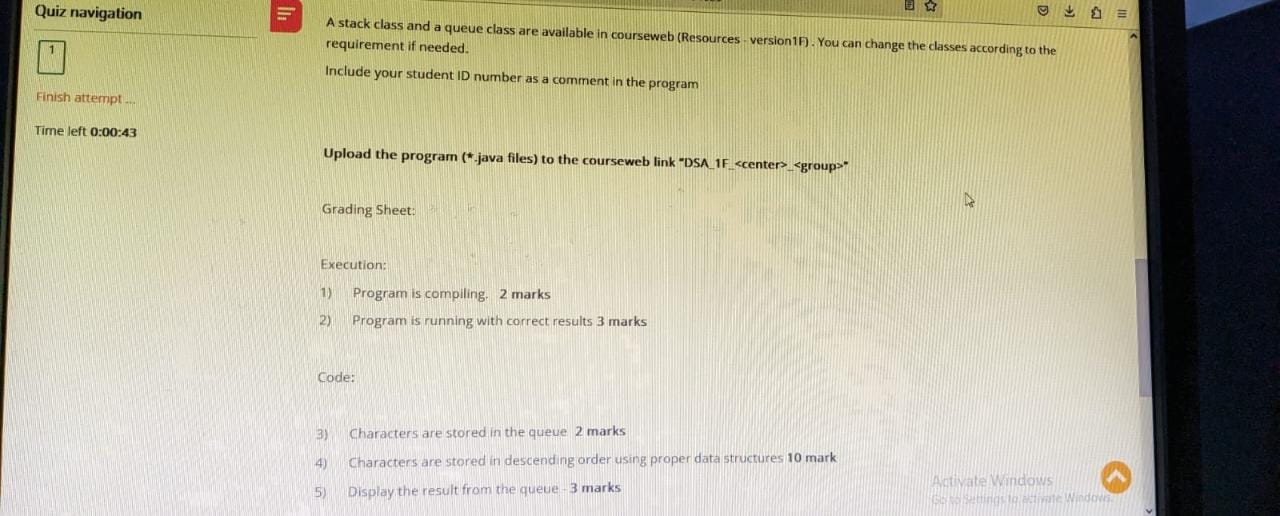 Quiz navigation
1
Finish attempt ...
Time left 0:00:43
A stack class and a queue class are available in courseweb (Resources - version1F). You can change the classes according to the
requirement if needed.
Include your student ID number as a comment in the program
Upload the program (*.java files) to the courseweb link "DSA_1F_<center>_<group>"
Grading Sheet:
Execution:
1) Program is compiling. 2 marks
2) Program is running with correct results 3 marks
Code:
3) Characters are stored in the queue 2 marks
4) Characters are stored in descending order using proper data structures 10 mark
5) Display the result from the queue - 3 marks
Activate Windows
Go to Settings to activate Windows.